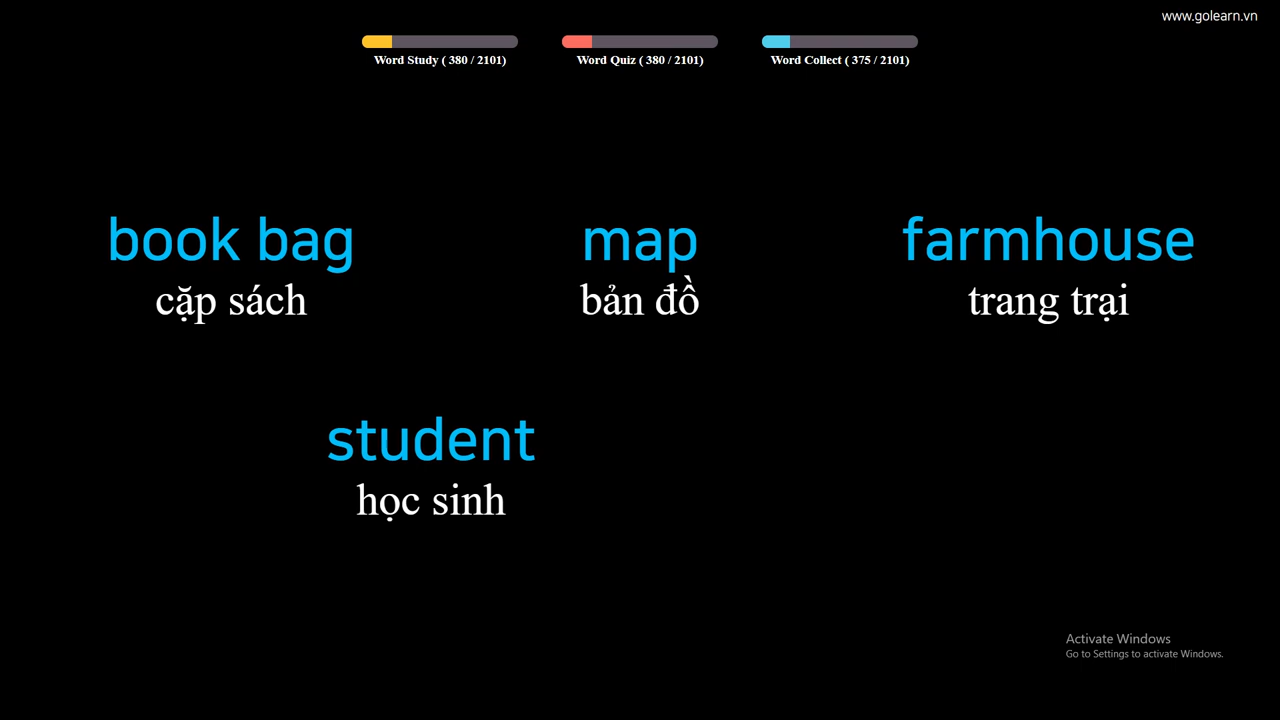 www.golearn.vn
Word Study ( 380 / 2101)
Word Quiz ( 380 / 2101)
Word Collect ( 375 / 2101)
book bag
cặp sách
map
bản đồ
farmhouse
trang trại
student
học sinh
Activate Windows
Go to Settings to activate Windows.